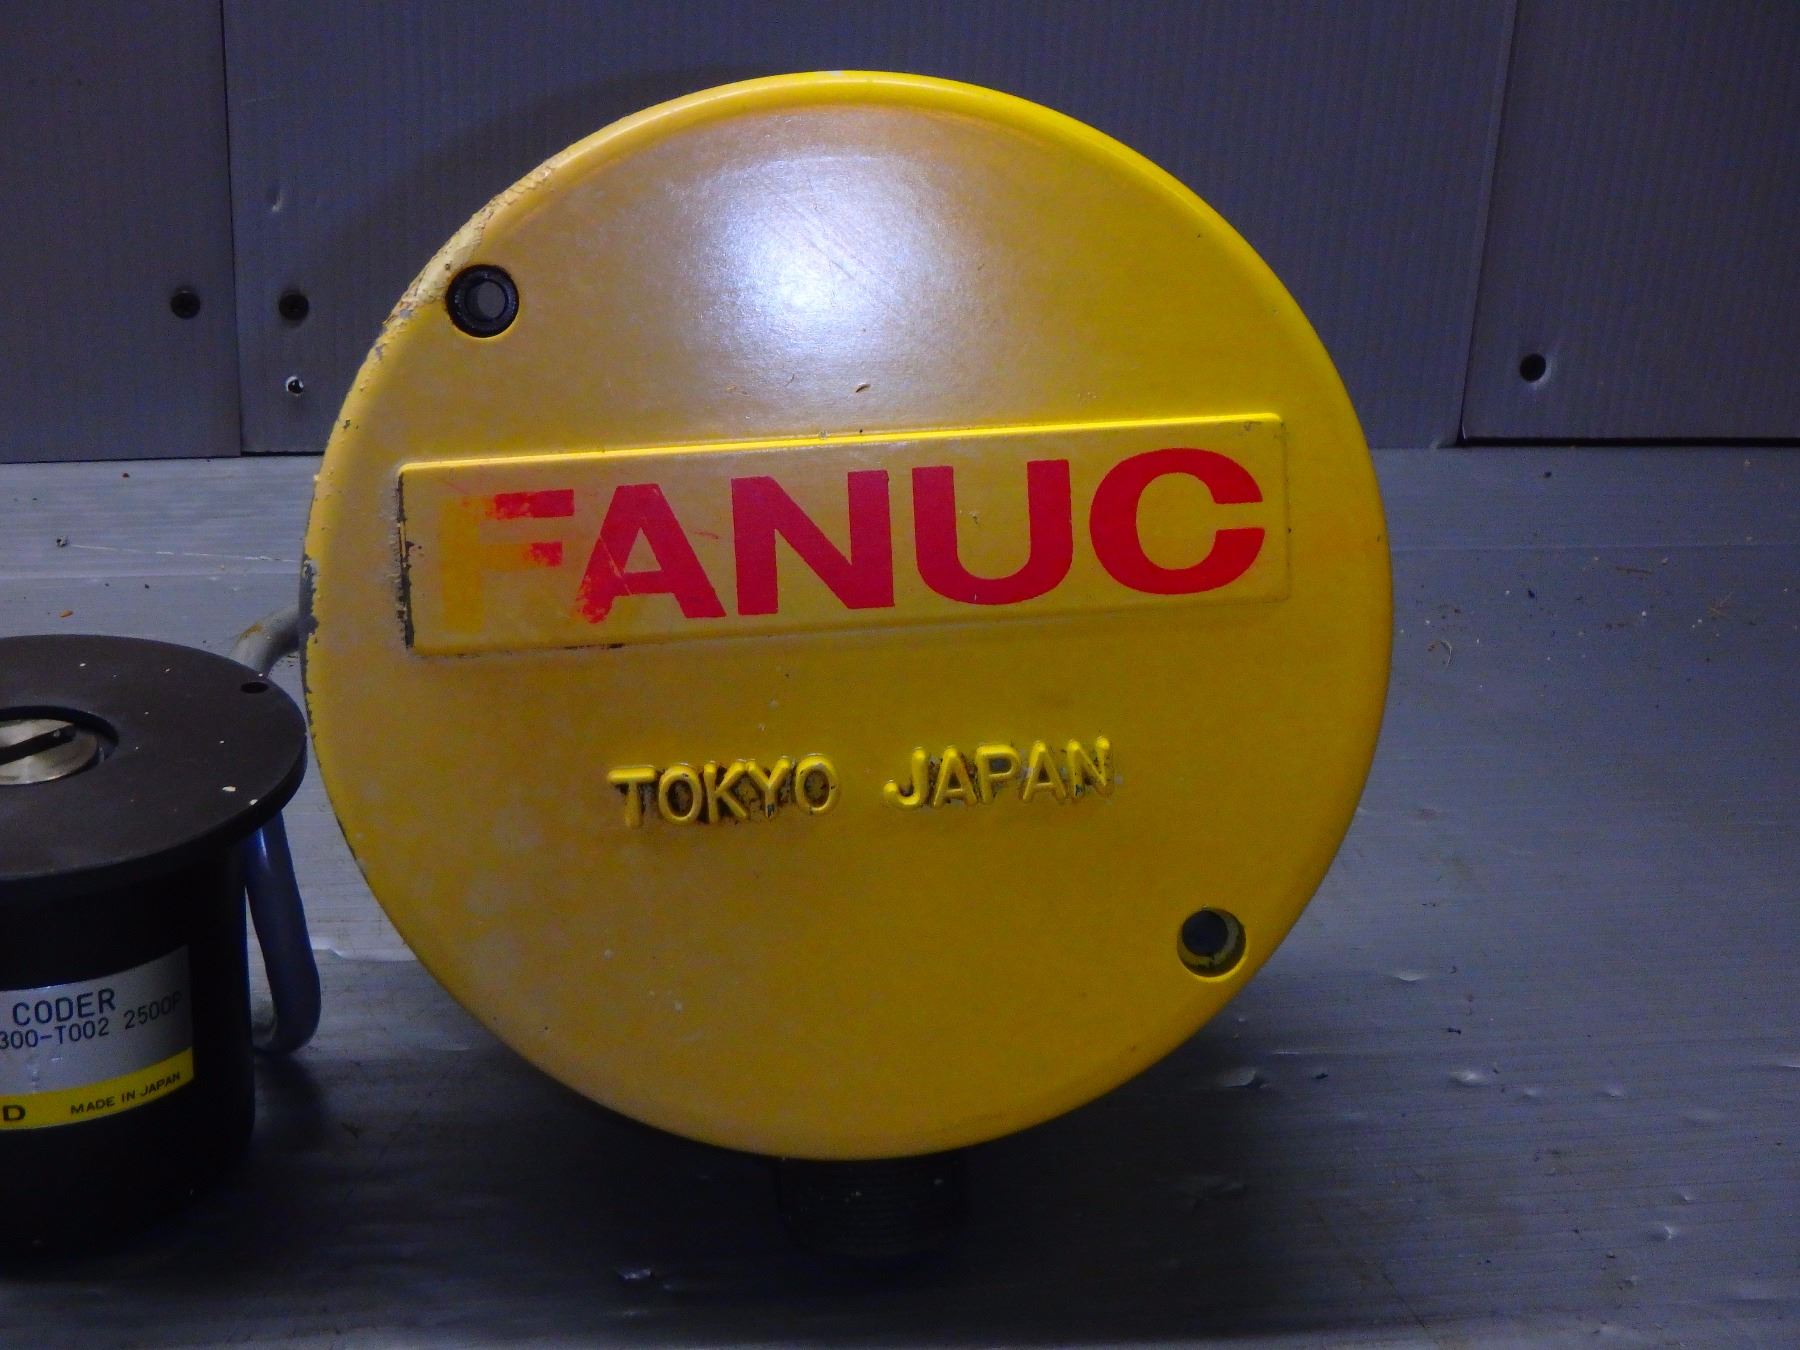 FANUC
TOKYO JAPAN
CODER
300-T002 2500P
D
MADE IN JAPAN